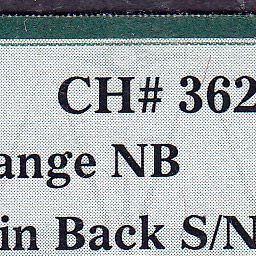 CH# 362
ange NB
in Back S/N